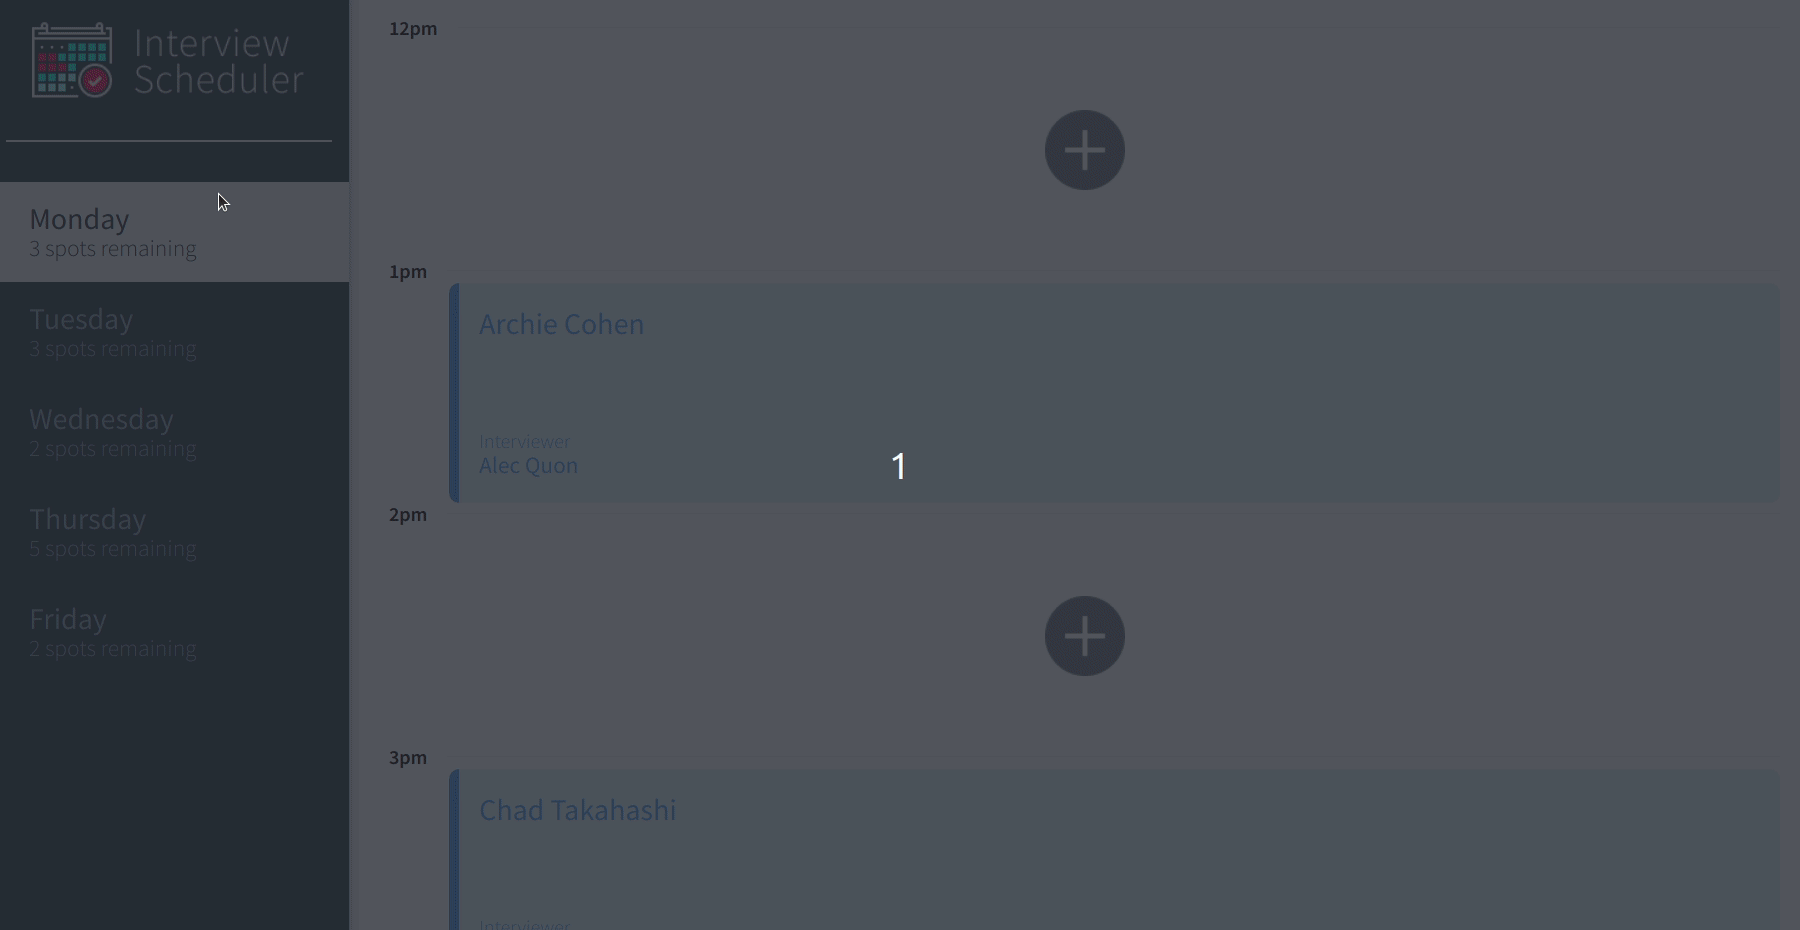 Interview
Scheduler
Monday
3 spots remaining
Tuesday
3 spots remaining
Wednesday
2 spots remaining
Thursday
5 spots remaining
Friday
2 spots remaining
12pm
1pm
Archie Cohen
Interviewer
Alec Quon
1
2pm
3pm
Chad Takahashi
Interviewer